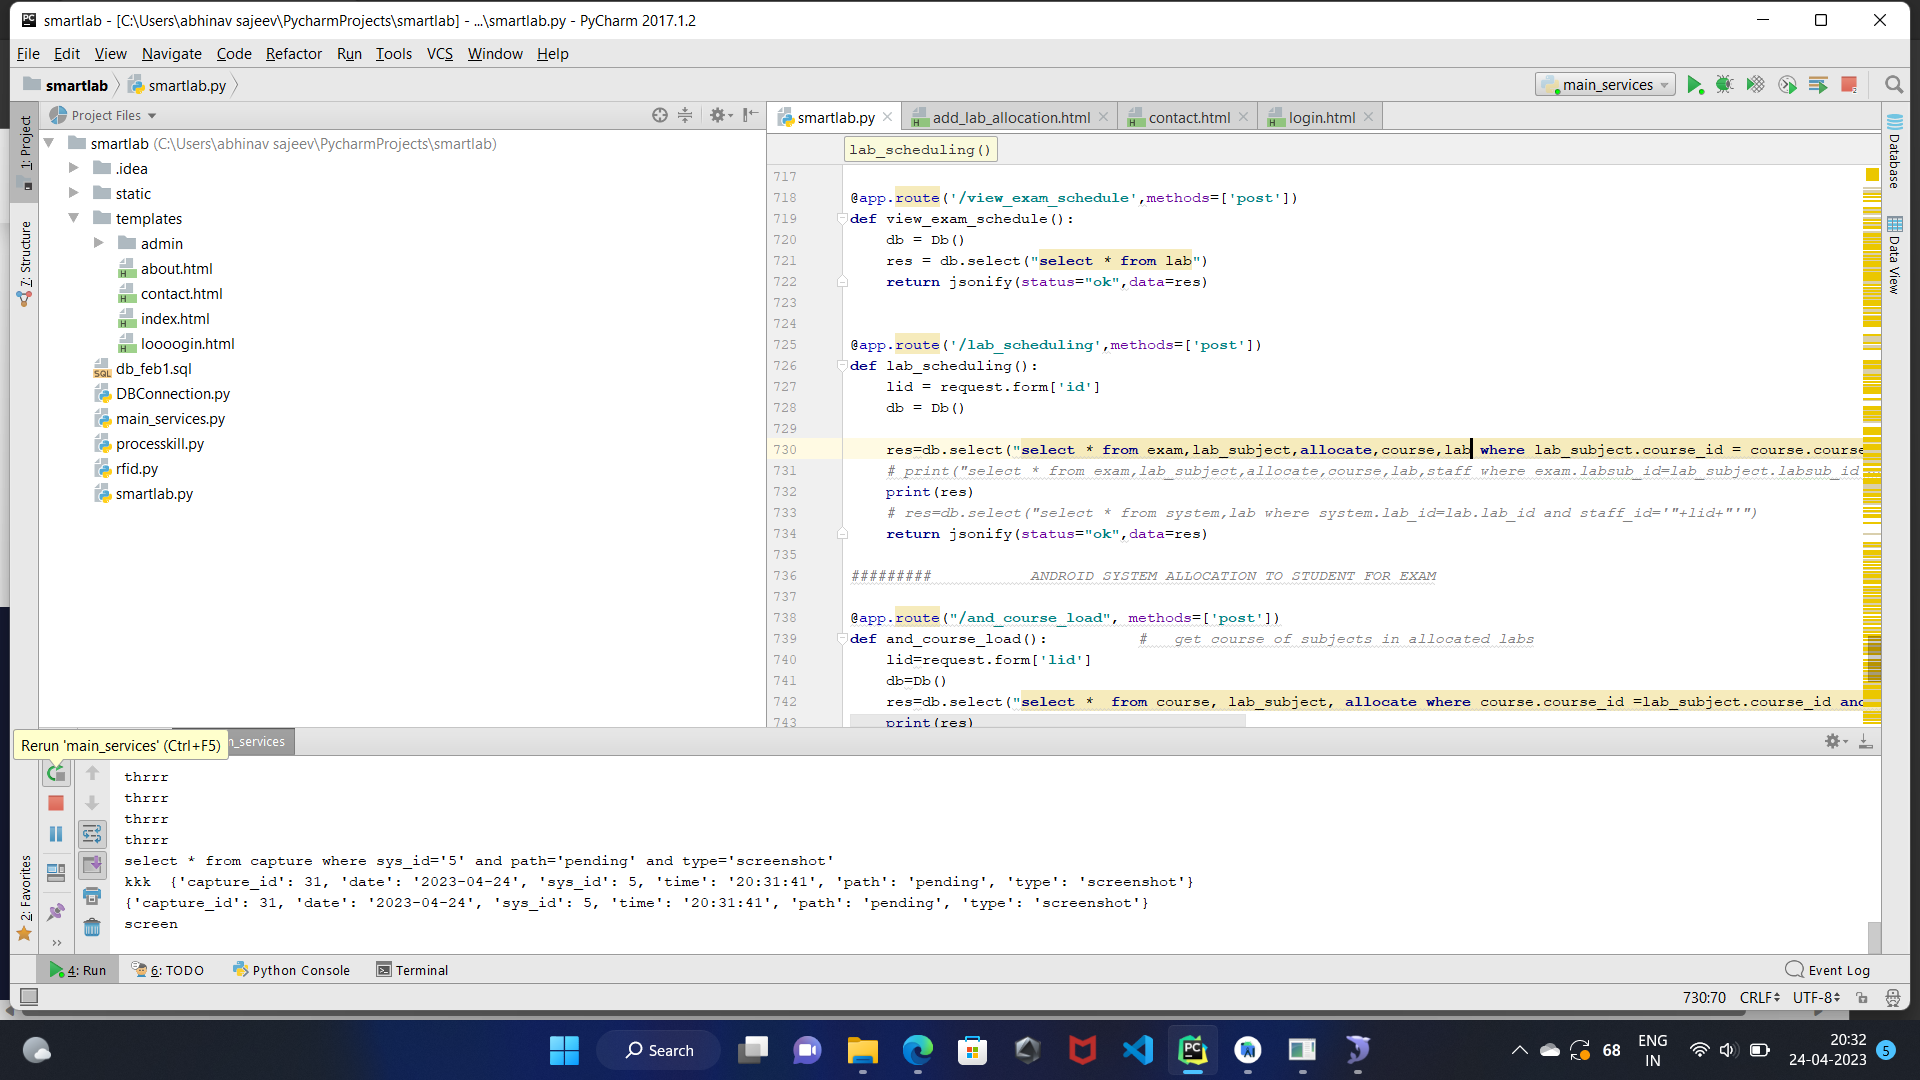 smartlab - [C:\Users\abhinav sajeev\PycharmProjects\smartlab] - ...\smartlab.py - PyCharm 2017.1.2
File Edit View Navigate Code Refactor Run Tools VCS Window Help
smartlab smartlab.py main_services
1: Project
7: Structure
2: Favorites
Project Files
smartlab (C:\Users\abhinav sajeev\PycharmProjects\smartlab)
.idea
static
templates
admin
about.html
contact.html
index.html
loooogin.html
db_feb1.sql
DBConnection.py
main_services.py
processkill.py
rfid.py
smartlab.py
smartlab.py add_lab_allocation.html contact.html login.html
lab_scheduling()
717
718 @app.route('/view_exam_schedule',methods=['post'])
719 def view_exam_schedule():
720 db = Db()
721 res = db.select("select * from lab")
722 return jsonify(status="ok",data=res)
723
724
725 @app.route('/lab_scheduling',methods=['post'])
726 def lab_scheduling():
727 lid = request.form['id']
728 db = Db()
729
730 res=db.select("select * from exam,lab_subject,allocate,course,lab where lab_subject.course_id = course.course
731 # print("select * from exam,lab_subject,allocate,course,lab,staff where exam.labsub_id=lab_subject.labsub_id
732 print(res)
733 # res=db.select("select * from system,lab where system.lab_id=lab.lab_id and staff_id='"+lid+"'")
734 return jsonify(status="ok",data=res)
735
736 ######### ANDROID SYSTEM ALLOCATION TO STUDENT FOR EXAM
737
738 @app.route("/and_course_load", methods=['post'])
739 def and_course_load(): # get course of subjects in allocated labs
740 lid=request.form['lid']
741 db=Db()
742 res=db.select("select * from course, lab_subject, allocate where course.course_id =lab_subject.course_id and
743 print(res)
Database
Data View
Rerun 'main_services' (Ctrl+F5) n_services
thrrr
thrrr
thrrr
thrrr
select * from capture where sys_id='5' and path='pending' and type='screenshot'
kkk {'capture_id': 31, 'date': '2023-04-24', 'sys_id': 5, 'time': '20:31:41', 'path': 'pending', 'type': 'screenshot'}
{'capture_id': 31, 'date': '2023-04-24', 'sys_id': 5, 'time': '20:31:41', 'path': 'pending', 'type': 'screenshot'}
screen
4: Run 6: TODO Python Console Terminal Event Log
730:70 CRLF UTF-8
Search
68
ENG
IN
20:32
24-04-2023
5